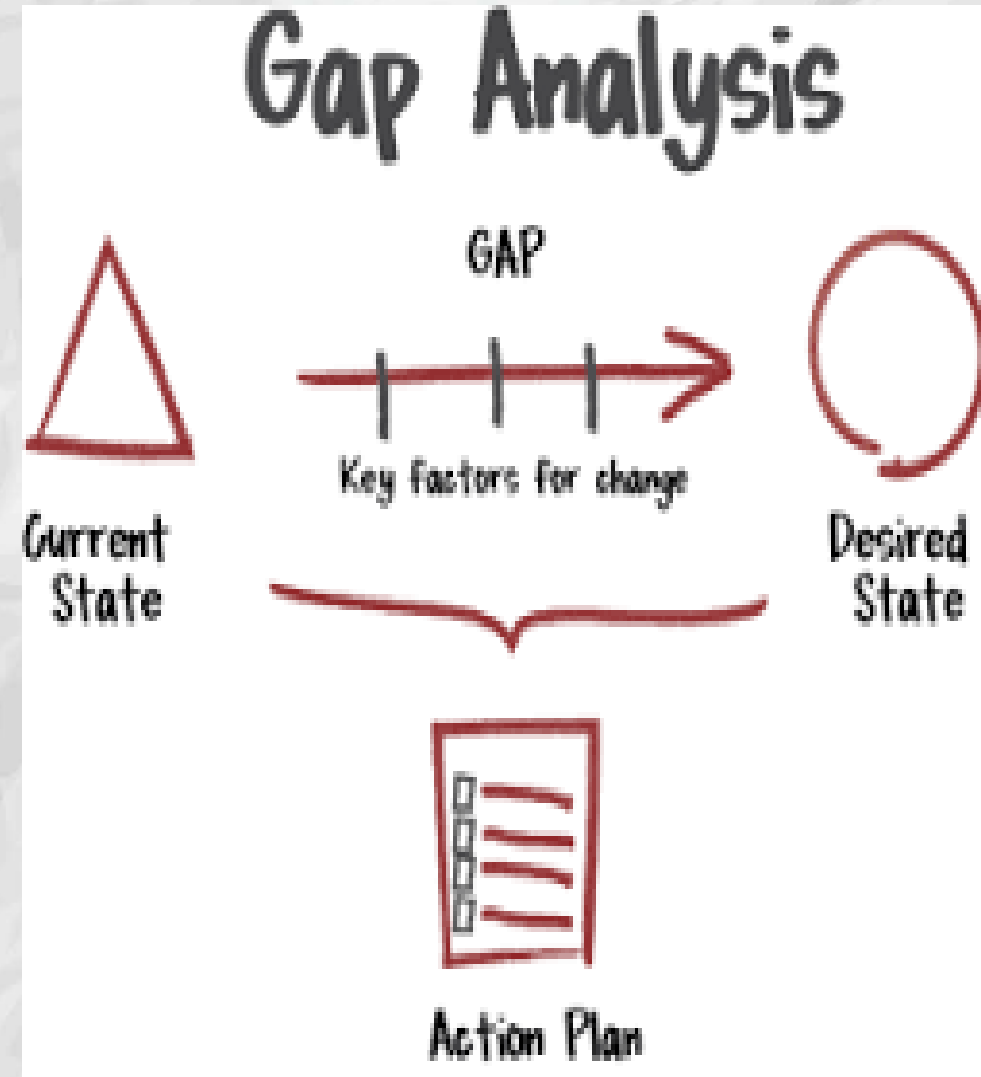 Gap Analysis
GAP
Key factors for change
Current
State
Desired
State
Action Plan